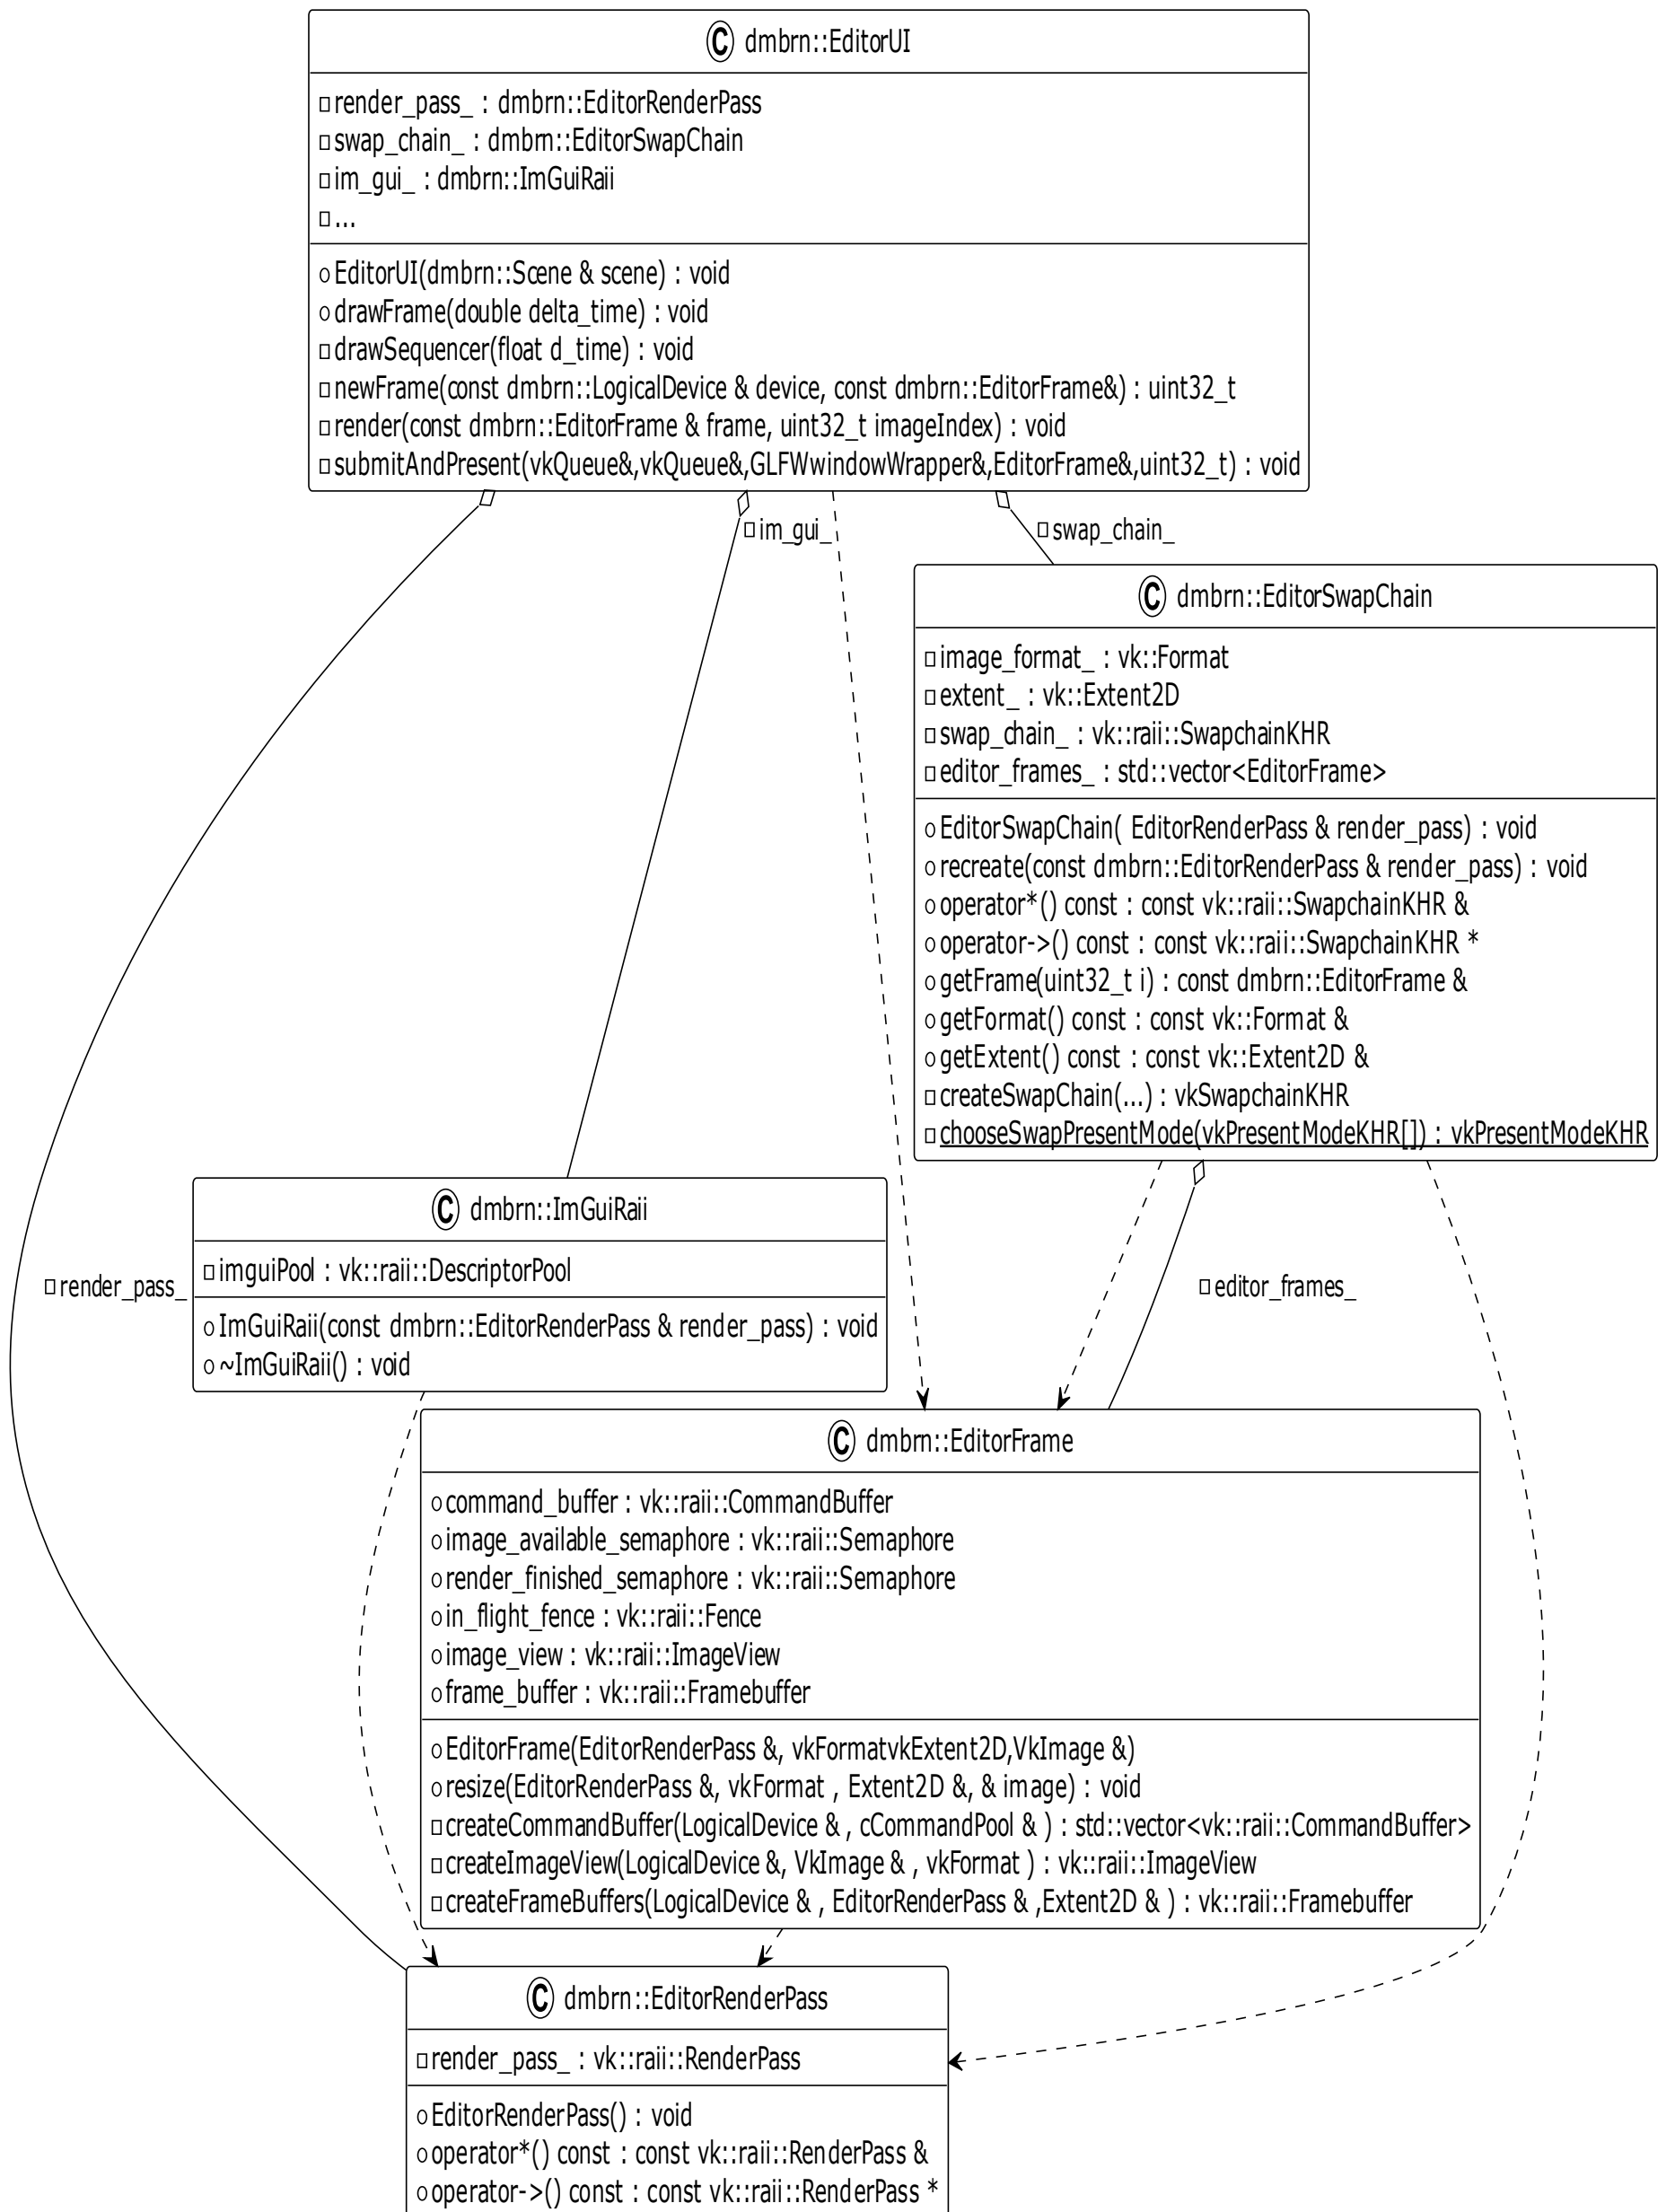 C dmbrn::EditorUI
render_pass_ : dmbrn::EditorRenderPass
swap_chain_ : dmbrn::EditorSwapChain
im_gui_ : dmbrn::ImGuiRaii
...
EditorUI(dmbrn::Scene & scene) : void
drawFrame(double delta_time) : void
drawSequencer(float d_time) : void
newFrame(const dmbrn::LogicalDevice & device, const dmbrn::EditorFrame&) : uint32_t
render(const dmbrn::EditorFrame & frame, uint32_t imageIndex) : void
submitAndPresent(vkQueue&,vkQueue&,GLFWwindowWrapper&,EditorFrame&,uint32_t) : void
im_gui_
swap_chain_
C dmbrn::EditorSwapChain
image_format_ : vk::Format
extent_ : vk::Extent2D
swap_chain_ : vk::raii::SwapchainKHR
editor_frames_ : std::vector<EditorFrame>
EditorSwapChain( EditorRenderPass & render_pass) : void
recreate(const dmbrn::EditorRenderPass & render_pass) : void
operator*() const : const vk::raii::SwapchainKHR &
operator->() const : const vk::raii::SwapchainKHR *
getFrame(uint32_t i) : const dmbrn::EditorFrame &
getFormat() const : const vk::Format &
getExtent() const : const vk::Extent2D &
createSwapChain(...) : vkSwapchainKHR
chooseSwapPresentMode(vkPresentModeKHR[]) : vkPresentModeKHR
C dmbrn::ImGuiRaii
imguiPool : vk::raii::DescriptorPool
ImGuiRaii(const dmbrn::EditorRenderPass & render_pass) : void
~ImGuiRaii() : void
render_pass_
editor_frames_
C dmbrn::EditorFrame
command_buffer : vk::raii::CommandBuffer
image_available_semaphore : vk::raii::Semaphore
render_finished_semaphore : vk::raii::Semaphore
in_flight_fence : vk::raii::Fence
image_view : vk::raii::ImageView
frame_buffer : vk::raii::Framebuffer
EditorFrame(EditorRenderPass &, vkFormatvkExtent2D,VkImage &)
resize(EditorRenderPass &, vkFormat , Extent2D &, & image) : void
createCommandBuffer(LogicalDevice & , cCommandPool & ) : std::vector<vk::raii::CommandBuffer>
createImageView(LogicalDevice &, VkImage & , vkFormat ) : vk::raii::ImageView
createFrameBuffers(LogicalDevice & , EditorRenderPass & ,Extent2D & ) : vk::raii::Framebuffer
C dmbrn::EditorRenderPass
render_pass_ : vk::raii::RenderPass
EditorRenderPass() : void
operator*() const : const vk::raii::RenderPass &
operator->() const : const vk::raii::RenderPass *